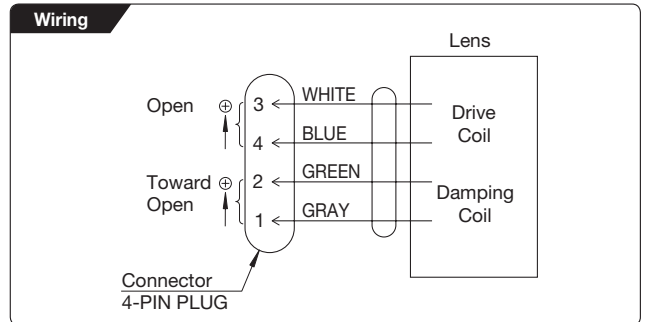 Wiring
Lens
Open ⊕ 3 WHITE
Drive
Coil
4 BLUE
Toward
Open ⊕ 2 GREEN
Damping
Coil
1 GRAY
Connector
4-PIN PLUG